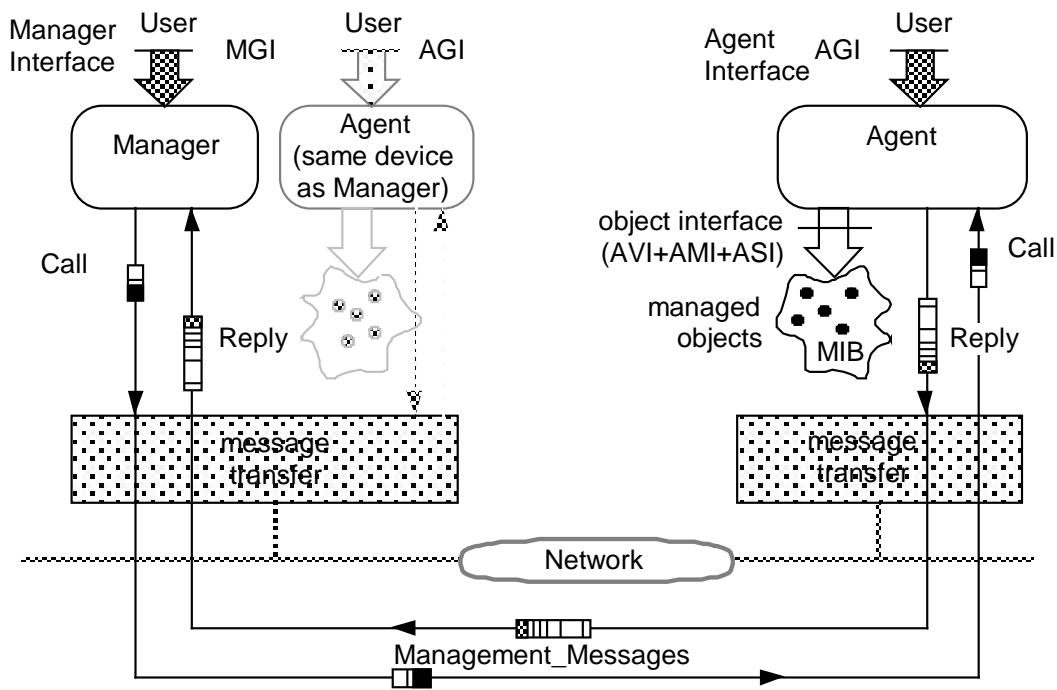 Manager
Interface
User
MGI
User
AGI
Agent
Interface
AGI
User
Manager
Agent
(same device
as Manager)
Agent
object interface
(AVI+AMI+ASI)
Call
Call
managed
objects
Reply
MIB
Reply
message
transfer
message
transfer
Network
Management_Messages